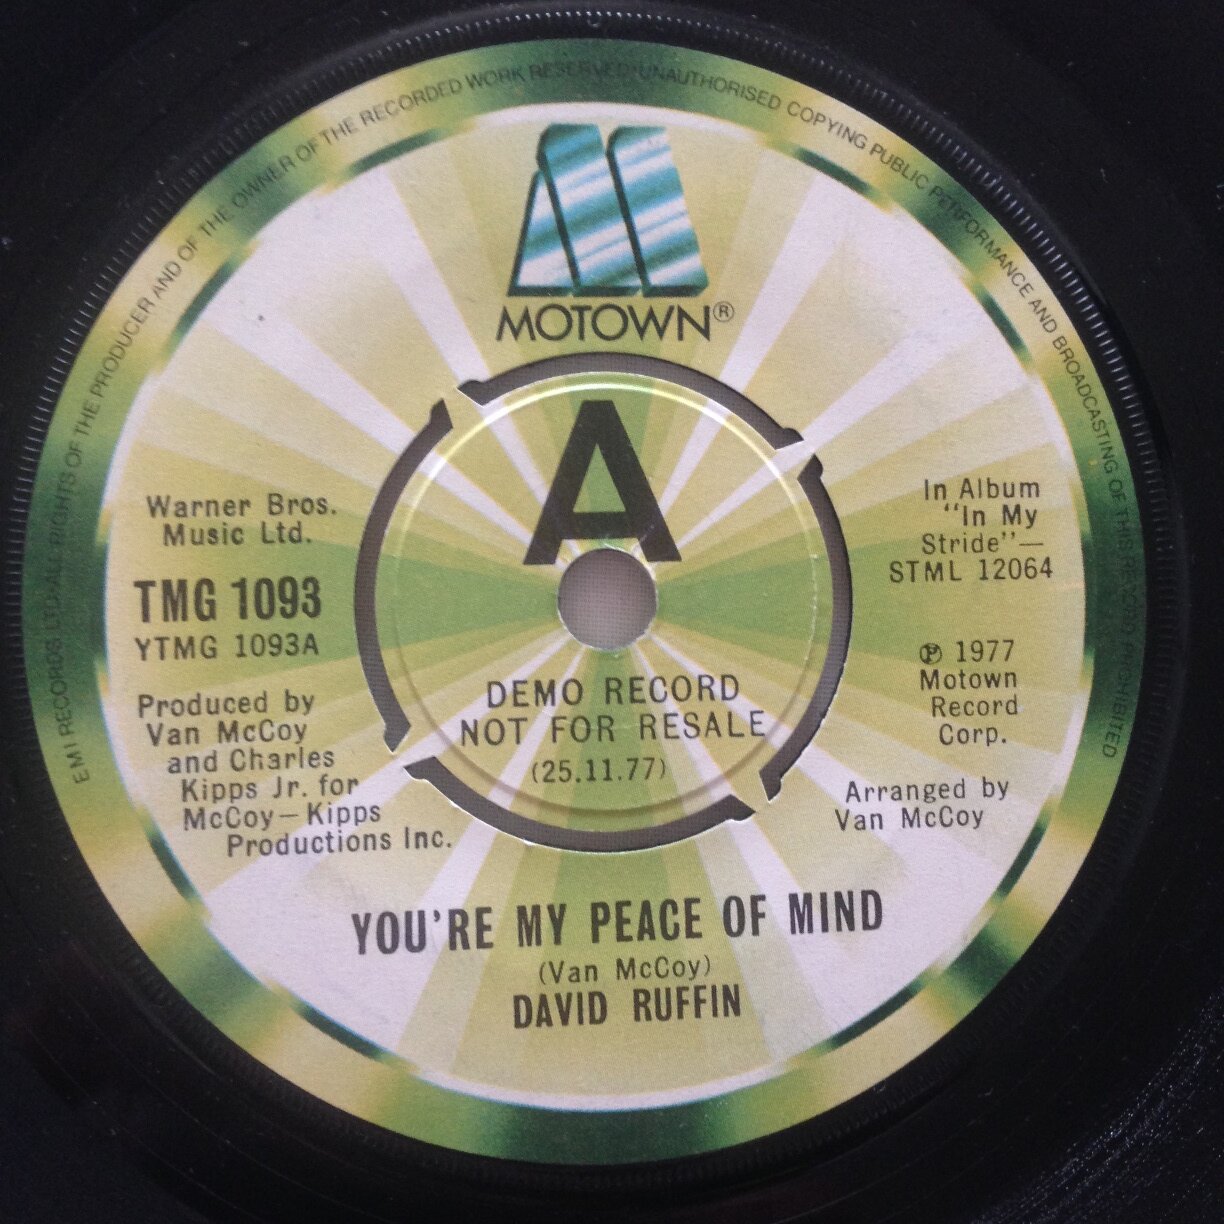 EMI RECORDS LTD·ALL RIGHTS OF THE PRODUCER AND OF THE OWNER OF THE RECORDED WORK RESERVED·UNAUTHORISED COPYING PUBLIC PERFORMANCE AND BROADCASTING OF THIS RECORD PROHIBITED
M
MOTOWN®
A
Warner Bros.
Music Ltd.
TMG 1093
YTMG 1093A
Produced by
Van McCoy
and Charles
Kipps Jr. for
McCoy—Kipps
Productions Inc.
In Album
"In My
Stride"—
STML 12064
℗ 1977
Motown
Record
Corp.
Arranged by
Van McCoy
DEMO RECORD
NOT FOR RESALE
(25.11.77)
YOU'RE MY PEACE OF MIND
(Van McCoy)
DAVID RUFFIN